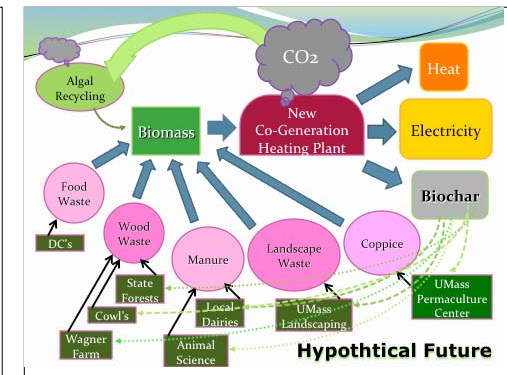 CO2
Algal
Recycling
Heat
New
Co-Generation
Heating Plant
Biomass
Electricity
Food
Waste
Biochar
Wood
Waste
Manure
Landscape
Waste
Coppice
DC's
State
Forests
Cowl's
Local
Dairies
UMass
Landscaping
UMass
Permaculture
Center
Wagner
Farm
Animal
Science
Hypothtical Future